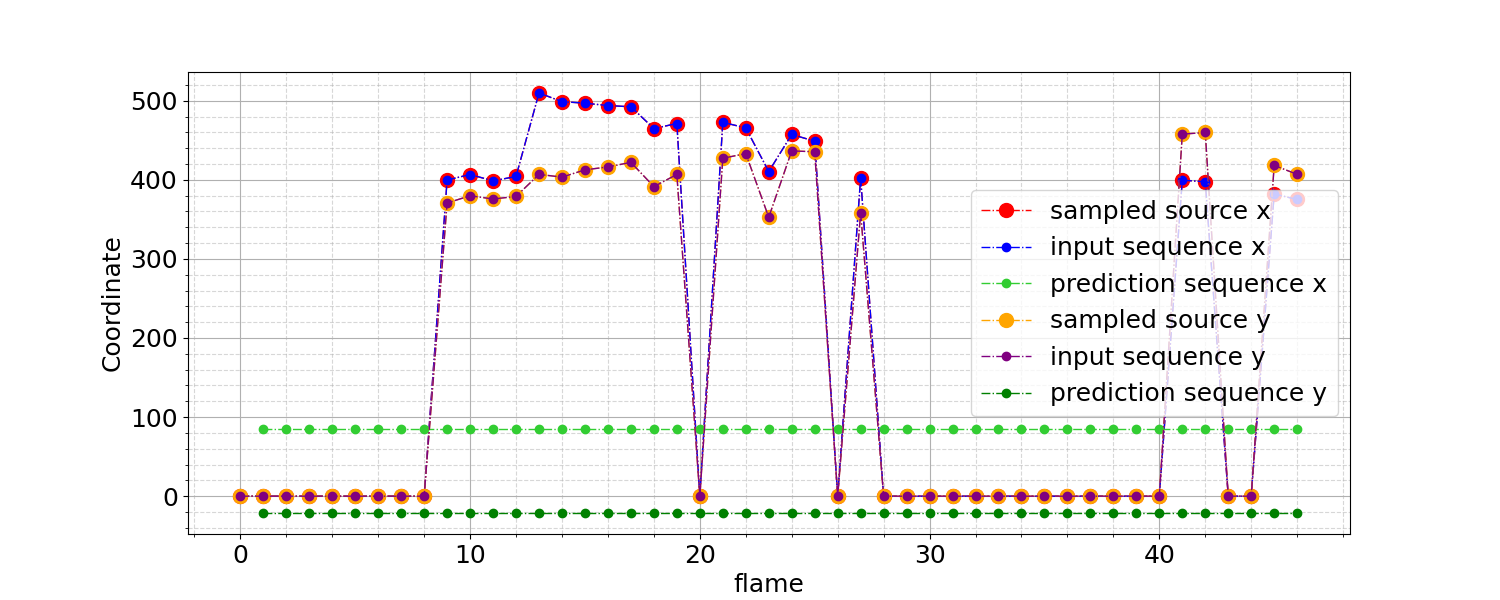 500
400
300
200
100
0
Coordinate
sampled source x
input sequence x
prediction sequence x
sampled source y
input sequence y
prediction sequence y
0 10 20 30 40
flame